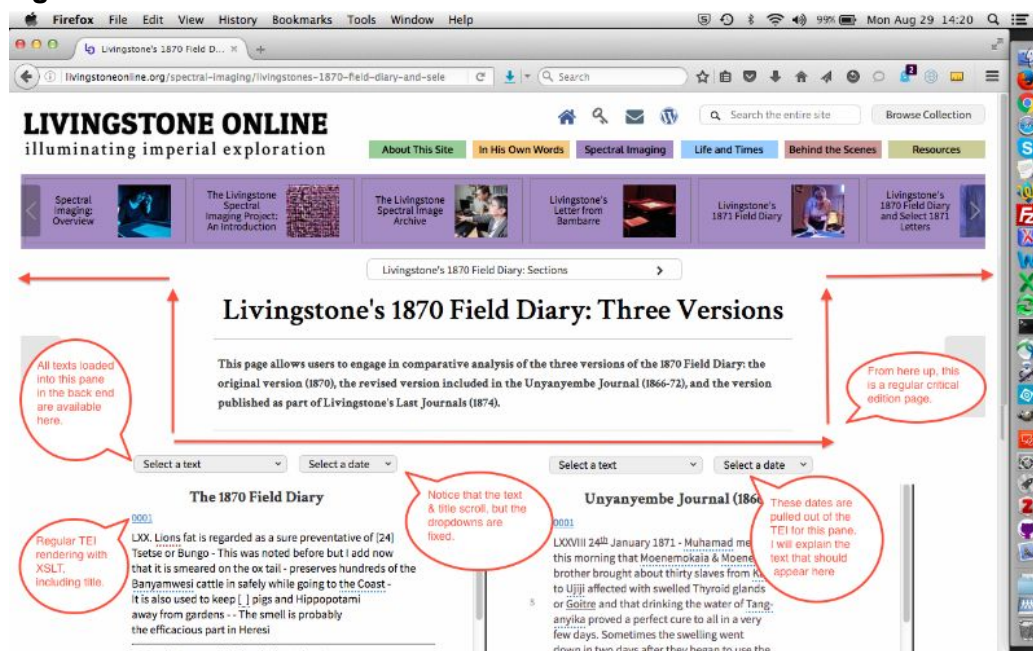 Firefox File Edit View History Bookmarks Tools Window Help
99% Mon Aug 29 14:20
Livingstone's 1870 Field D...
livingstoneonline.org/spectral-imaging/livingstones-1870-field-diary-and-sele
Search
2
LIVINGSTONE ONLINE
illuminating imperial exploration
Search the entire site
Browse Collection
About This Site
In His Own Words
Spectral Imaging
Life and Times
Behind the Scenes
Resources
Spectral
Imaging:
Overview
The Livingstone
Spectral
Imaging Project:
An Introduction
The Livingstone
Spectral Image
Archive
Livingstone's
Letter from
Bambarre
Livingstone's
1871 Field Diary
Livingstone's
1870 Field Diary
and Select 1871
Letters
Livingstone's 1870 Field Diary: Sections
Livingstone's 1870 Field Diary: Three Versions
This page allows users to engage in comparative analysis of the three versions of the 1870 Field Diary: the
original version (1870), the revised version included in the Unyanyembe Journal (1866-72), and the version
published as part of Livingstone's Last Journals (1874).
All texts loaded
into this pane
in the back end
are available
here.
From here up, this
is a regular critical
edition page.
Select a text
Select a date
Select a text
Select a date
The 1870 Field Diary
0001
LXX. Lions fat is regarded as a sure preventative of [24]
Tsetse or Bungo - This was noted before but I add now
that it is smeared on the ox tail - preserves hundreds of the
Banyamwesi cattle in safely while going to the Coast -
It is also used to keep [ ] pigs and Hippopotami
away from gardens - - The smell is probably
the efficacious part in Heresi
Regular TEI
rendering with
XSLT,
including title.
Notice that the text
& title scroll, but the
dropdowns are
fixed.
Unyanyembe Journal (186
0001
LXXVIII 24th January 1871 - Muhamad me
this morning that Moenemokaia & Moene
brother brought about thirty slaves from K
to Ujiji affected with swelled Thyroid glands
5 or Goitre and that drinking the water of Tang-
anyika proved a perfect cure to all in a very
few days. Sometimes the swelling went
down in two days after they began to use the
These dates are
pulled out of the
TEI for this pane.
I will explain the
text that should
appear here